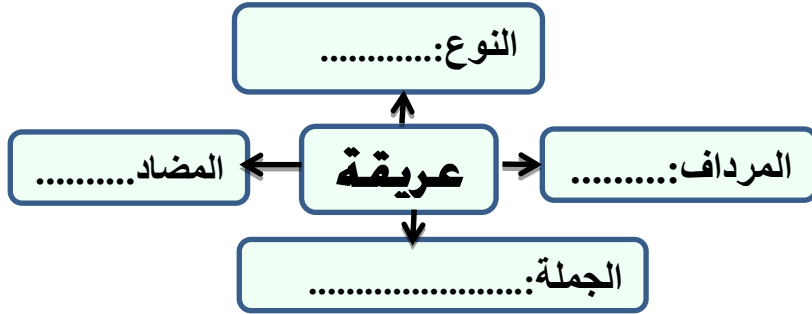 النوع:.............
المرداف:.........
عريقة
المضاد..........
الجملة:.......................